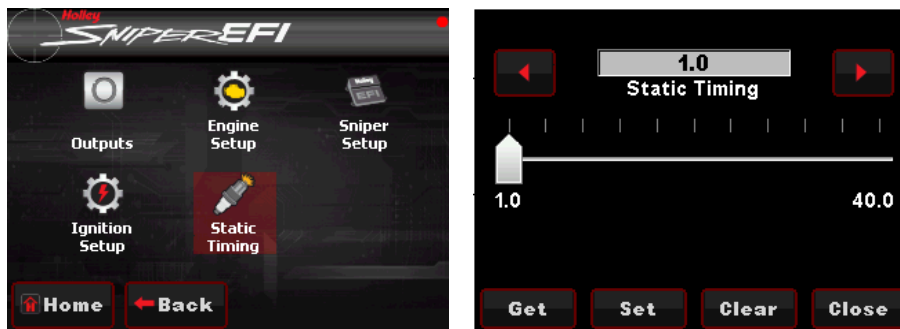 Holley
SNIPER EFI
Outputs
Engine
Setup
Holley
EFI
Sniper
Setup
Ignition
Setup
Static
Timing
Home
Back
1.0
Static Timing
1.0
40.0
Get
Set
Clear
Close